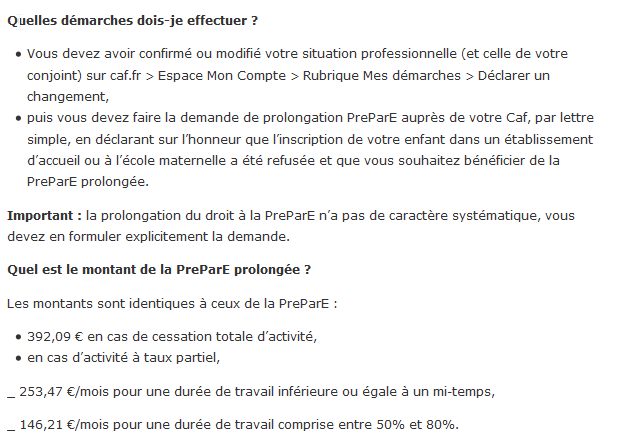 Quelles démarches dois-je effectuer ?
• Vous devez avoir confirmé ou modifié votre situation professionnelle (et celle de votre
conjoint) sur caf.fr > Espace Mon Compte > Rubrique Mes démarches > Déclarer un
changement,
• puis vous devez faire la demande de prolongation PreParE auprès de votre Caf, par lettre
simple, en déclarant sur l’honneur que l’inscription de votre enfant dans un établissement
d’accueil ou à l’école maternelle a été refusée et que vous souhaitez bénéficier de la
PreParE prolongée.
Important : la prolongation du droit à la PreParE n’a pas de caractère systématique, vous
devez en formuler explicitement la demande.
Quel est le montant de la PreParE prolongée ?
Les montants sont identiques à ceux de la PreParE :
• 392,09 € en cas de cessation totale d’activité,
• en cas d’activité à taux partiel,
_ 253,47 €/mois pour une durée de travail inférieure ou égale à un mi-temps,
_ 146,21 €/mois pour une durée de travail comprise entre 50% et 80%.